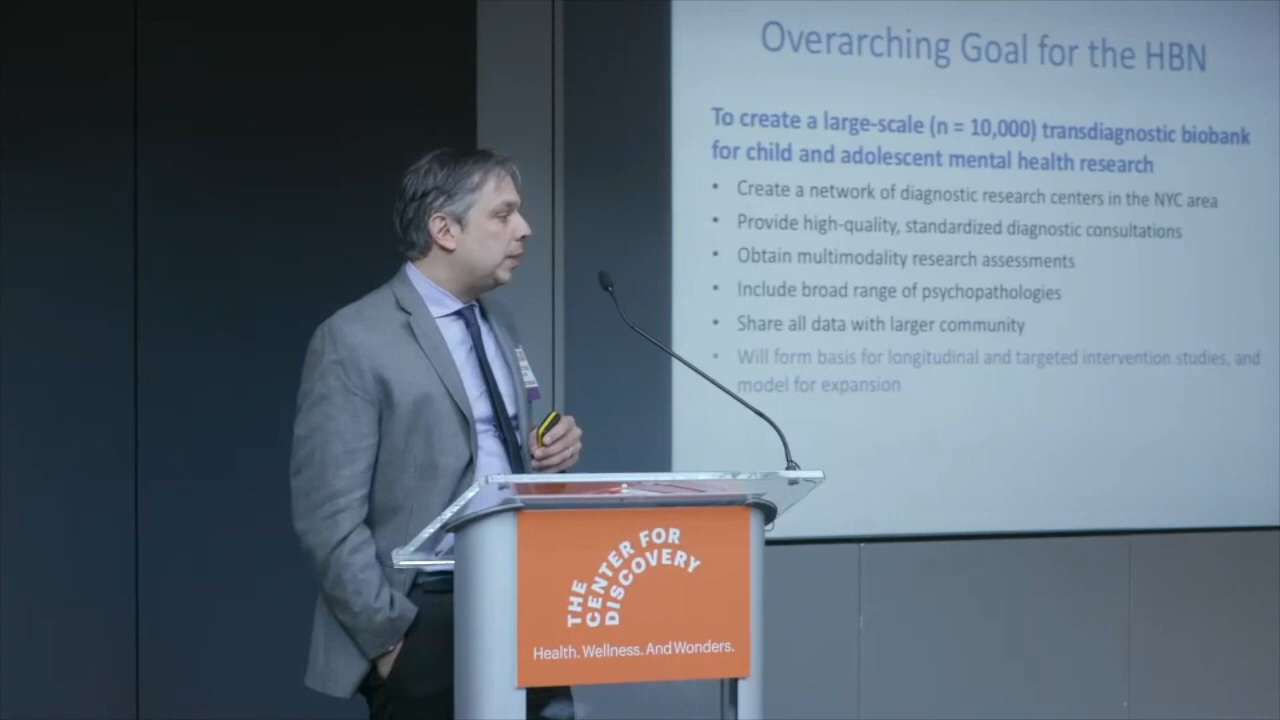 Overarching Goal for the HBN
To create a large-scale (n = 10,000) transdiagnostic biobank
for child and adolescent mental health research
• Create a network of diagnostic research centers in the NYC area
• Provide high-quality, standardized diagnostic consultations
• Obtain multimodality research assessments
• Include broad range of psychopathologies
• Share all data with larger community
• Will form basis for longitudinal and targeted intervention studies, and
model for expansion
THE
CENTER FOR
DISCOVERY
Health. Wellness. And Wonders.